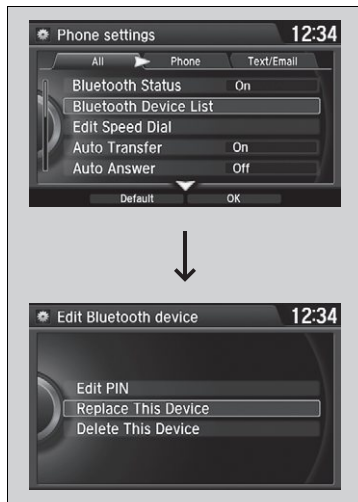 Phone settings 12:34
All Phone Text/Email
Bluetooth Status On
Bluetooth Device List
Edit Speed Dial
Auto Transfer On
Auto Answer Off
Default OK
Edit Bluetooth device 12:34
Edit PIN
Replace This Device
Delete This Device